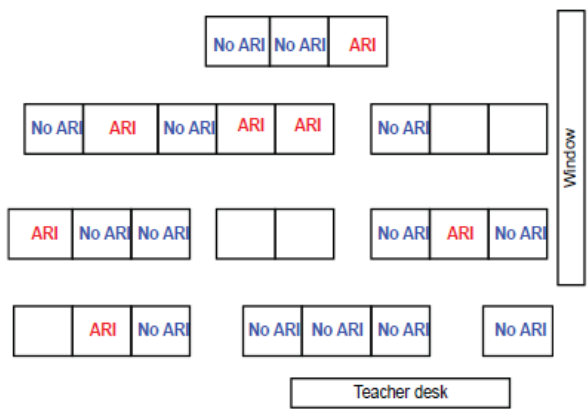 No ARI No ARI ARI
No ARI ARI No ARI ARI ARI No ARI
Window
ARI No ARI No ARI No ARI ARI No ARI
ARI No ARI No ARI No ARI No ARI No ARI
Teacher desk